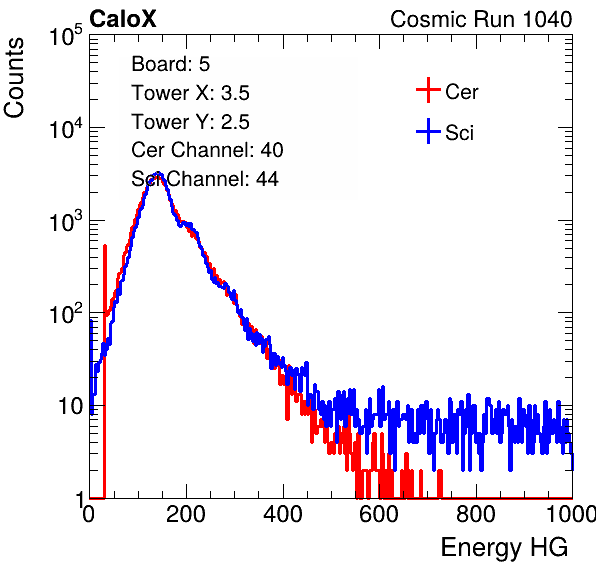 CaloX
Cosmic Run 1040
Counts
Board: 5
Tower X: 3.5
Tower Y: 2.5
Cer Channel: 40
Sci Channel: 44
Cer
Sci
10^5
10^4
10^3
10^2
10
1
0 200 400 600 800 1000
Energy HG